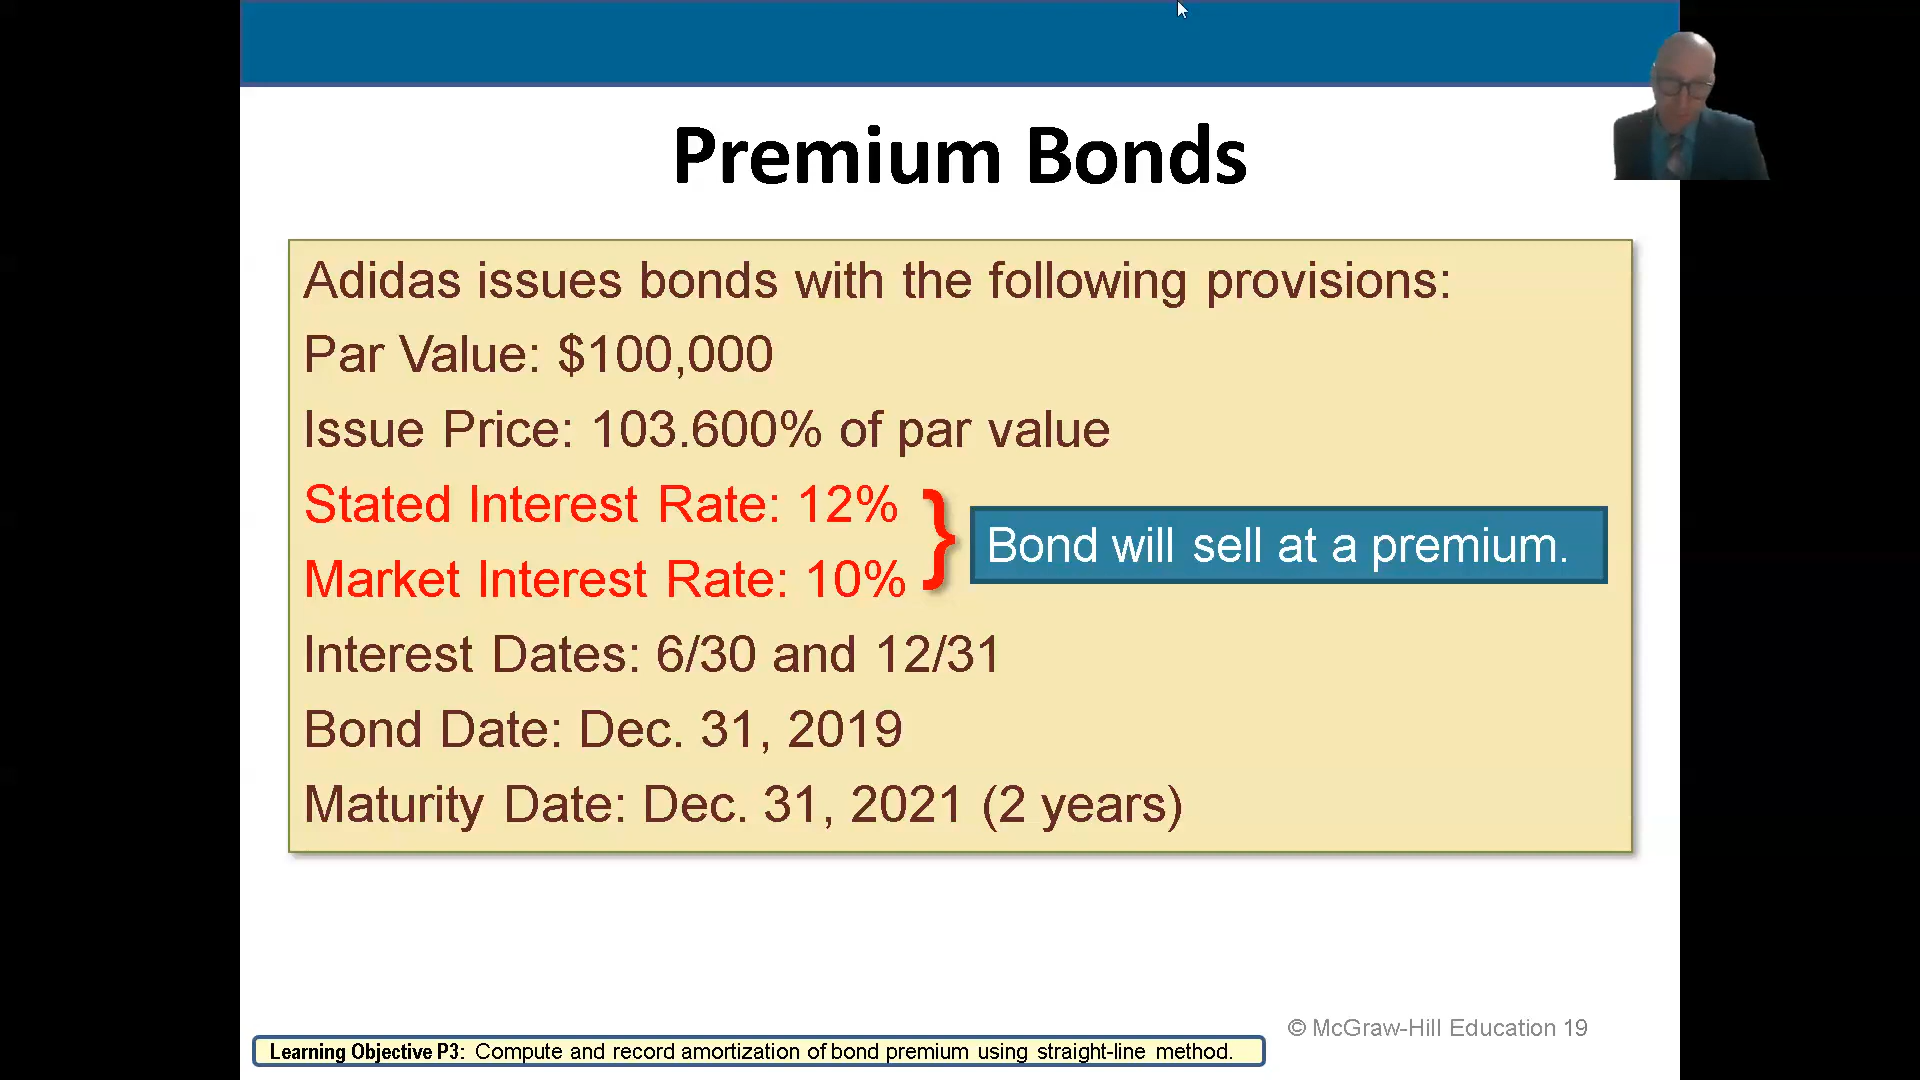 Premium Bonds
Adidas issues bonds with the following provisions:
Par Value: $100,000
Issue Price: 103.600% of par value
Stated Interest Rate: 12%
Market Interest Rate: 10%
}
Bond will sell at a premium.
Interest Dates: 6/30 and 12/31
Bond Date: Dec. 31, 2019
Maturity Date: Dec. 31, 2021 (2 years)
© McGraw-Hill Education 19
Learning Objective P3: Compute and record amortization of bond premium using straight-line method.